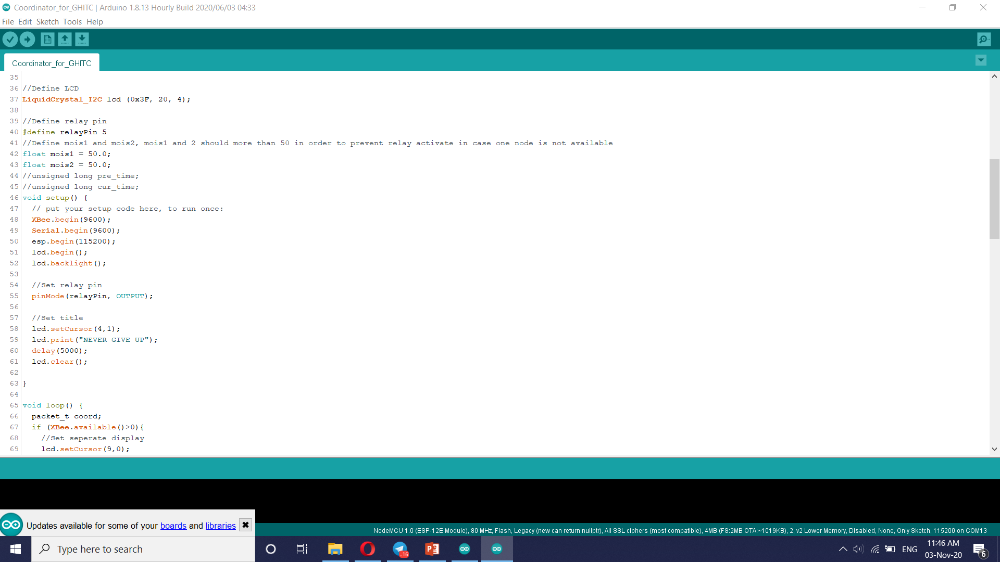 Coordinator_for_GHITC | Arduino 1.8.13 Hourly Build 2020/06/03 04:33
File Edit Sketch Tools Help
Coordinator_for_GHITC
35
36 //Define LCD
37 LiquidCrystal_I2C lcd (0x3F, 20, 4);
38
39 //Define relay pin
40 #define relayPin 5
41 //Define mois1 and mois2, mois1 and 2 should more than 50 in order to prevent relay activate in case one node is not available
42 float mois1 = 50.0;
43 float mois2 = 50.0;
44 //unsigned long pre_time;
45 //unsigned long cur_time;
46 void setup() {
47   // put your setup code here, to run once:
48   XBee.begin(9600);
49   Serial.begin(9600);
50   esp.begin(115200);
51   lcd.begin();
52   lcd.backlight();
53
54   //Set relay pin
55   pinMode(relayPin, OUTPUT);
56
57   //Set title
58   lcd.setCursor(4,1);
59   lcd.print("NEVER GIVE UP");
60   delay(5000);
61   lcd.clear();
62
63 }
64
65 void loop() {
66   packet_t coord;
67   if (XBee.available()>0){
68     //Set seperate display
69     lcd.setCursor(9,0);
Updates available for some of your boards and libraries
NodeMCU 1.0 (ESP-12E Module), 80 MHz, Flash, Legacy (new can return nullptr), All SSL ciphers (most compatible), 4MB (FS:2MB OTA:~1019KB), 2, v2 Lower Memory, Disabled, None, Only Sketch, 115200 on COM13
Type here to search
..16
P
ENG
11:46 AM
03-Nov-20
6